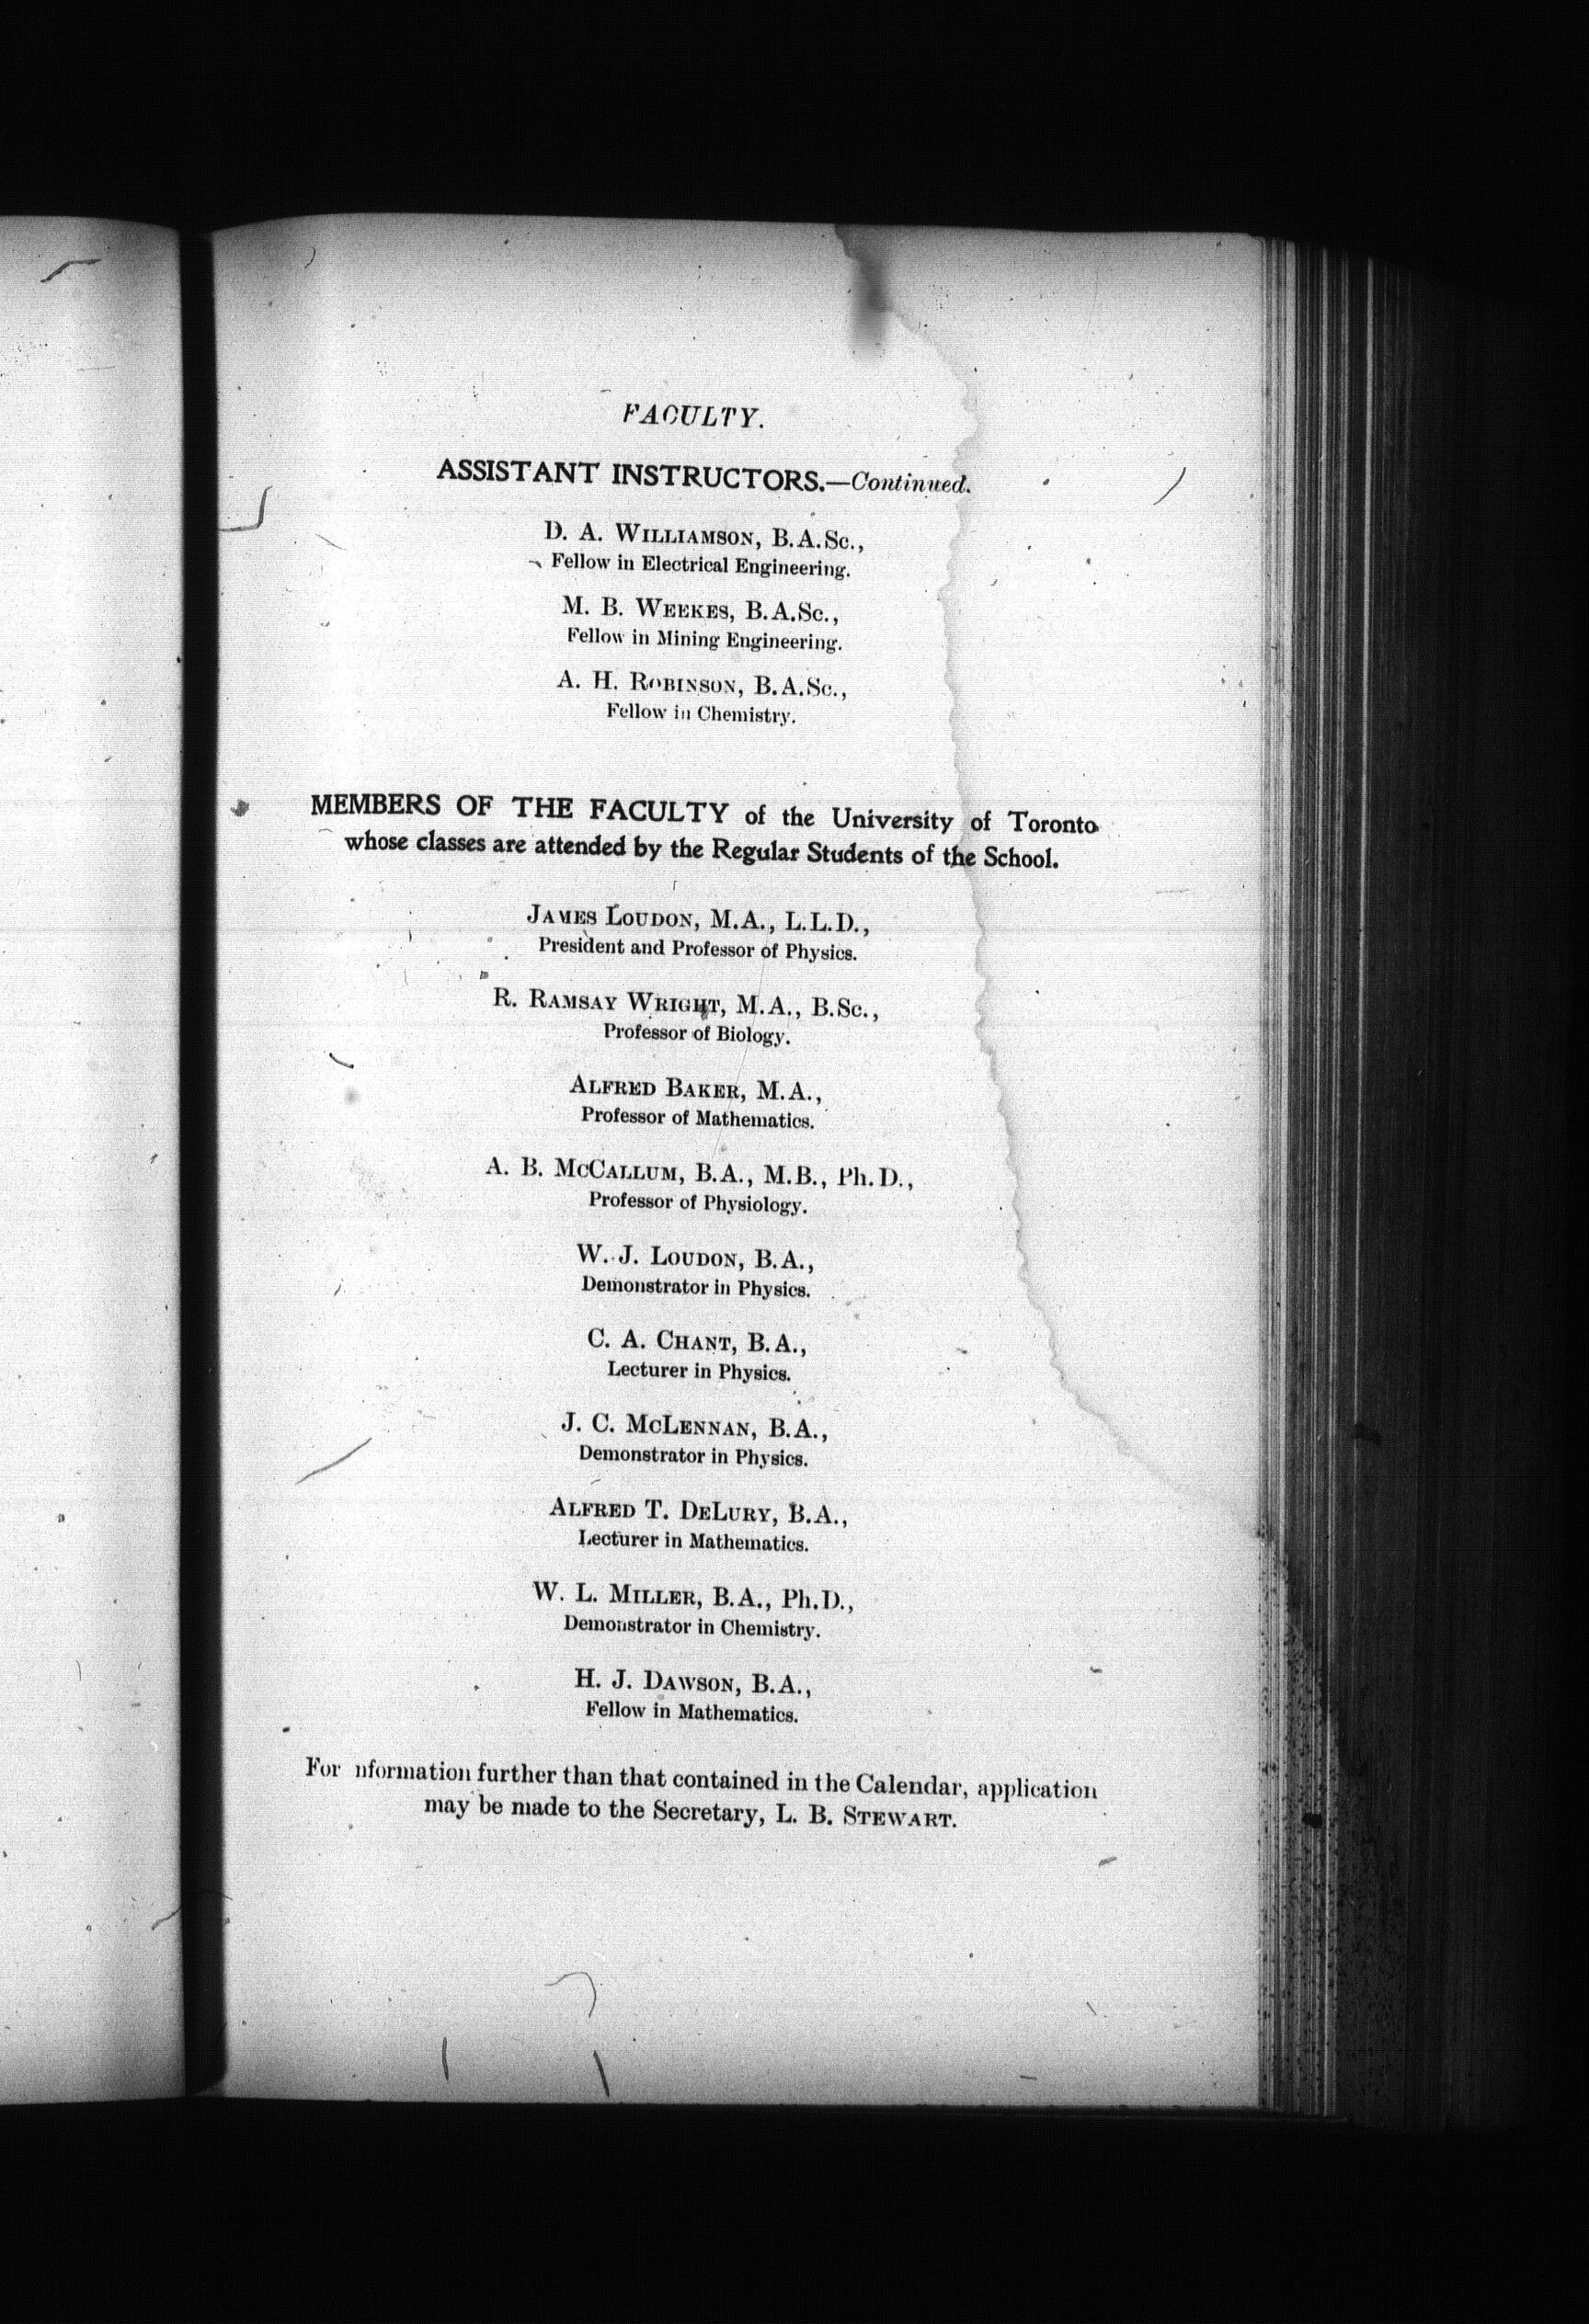 FACULTY.
ASSISTANT INSTRUCTORS.—Continued.
D. A. WILLIAMSON, B.A.Sc.,
Fellow in Electrical Engineering.
M. B. WEEKES, B.A.Sc.,
Fellow in Mining Engineering.
A. H. ROBINSON, B.A.Sc.,
Fellow in Chemistry.
MEMBERS OF THE FACULTY of the University of Toronto
whose classes are attended by the Regular Students of the School.
JAMES LOUDON, M.A., L.L.D.,
President and Professor of Physics.
R. RAMSAY WRIGHT, M.A., B.Sc.,
Professor of Biology.
ALFRED BAKER, M.A.,
Professor of Mathematics.
A. B. MCCALLUM, B.A., M.B., Ph.D.,
Professor of Physiology.
W. J. LOUDON, B.A.,
Demonstrator in Physics.
C. A. CHANT, B.A.,
Lecturer in Physics.
J. C. MCLENNAN, B.A.,
Demonstrator in Physics.
ALFRED T. DELURY, B.A.,
Lecturer in Mathematics.
W. L. MILLER, B.A., Ph.D.,
Demonstrator in Chemistry.
H. J. DAWSON, B.A.,
Fellow in Mathematics.
For nformation further than that contained in the Calendar, application
may be made to the Secretary, L. B. STEWART.